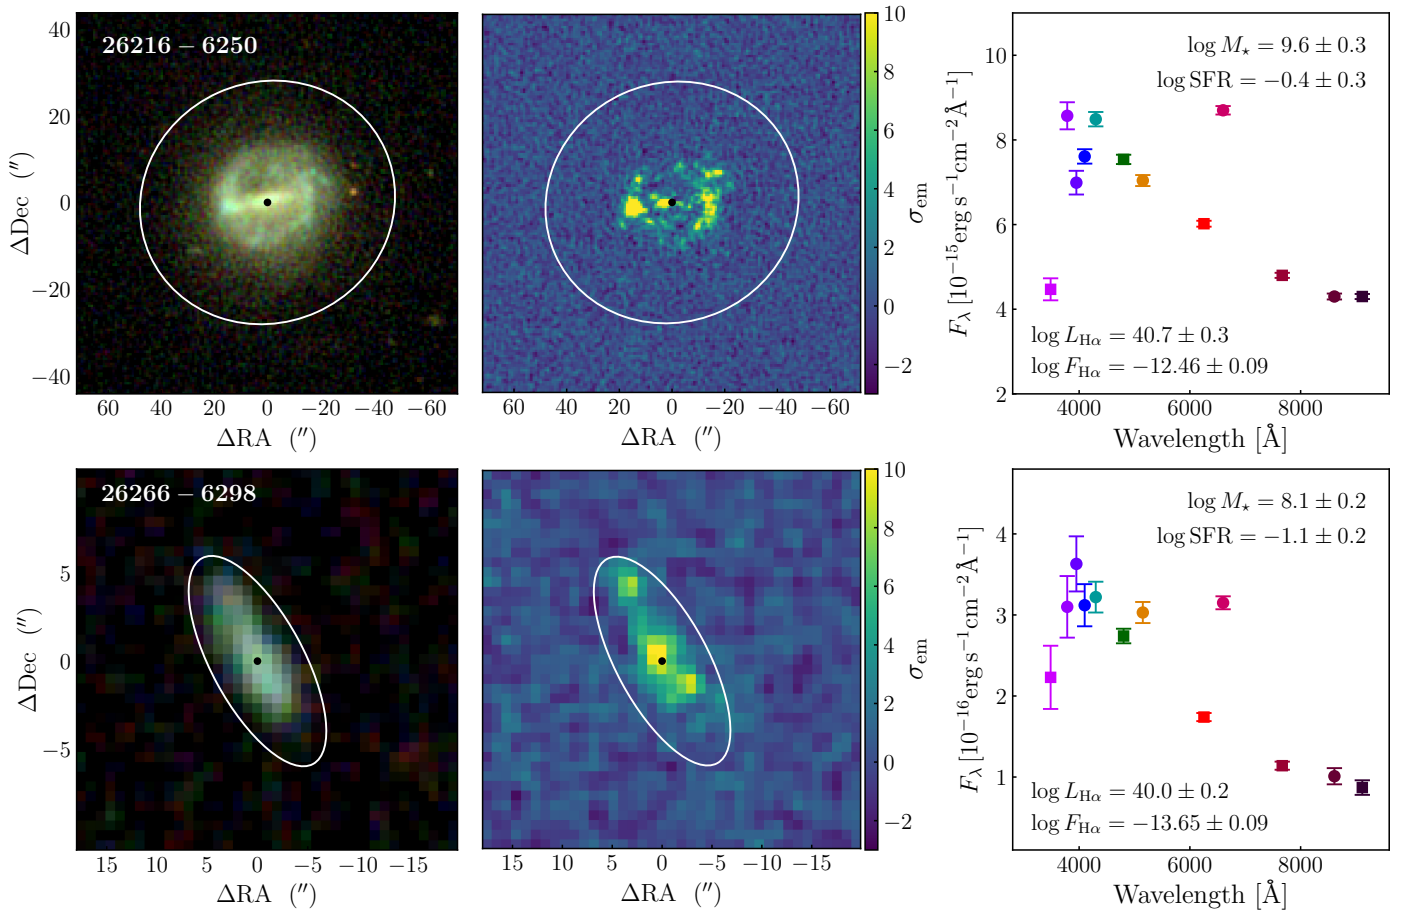 26216 − 6250
40
20
0
−20
−40
ΔDec (″)
60 40 20 0 −20 −40 −60
ΔRA (″)
60 40 20 0 −20 −40 −60
ΔRA (″)
10
8
6
4
2
0
−2
σem
log M⋆ = 9.6 ± 0.3
log SFR = −0.4 ± 0.3
log LHα = 40.7 ± 0.3
log FHα = −12.46 ± 0.09
10
8
6
4
2
Fλ [10−15erg s−1cm−2Å−1]
4000 6000 8000
Wavelength [Å]
26266 − 6298
5
0
−5
ΔDec (″)
15 10 5 0 −5 −10 −15
ΔRA (″)
15 10 5 0 −5 −10 −15
ΔRA (″)
10
8
6
4
2
0
−2
σem
log M⋆ = 8.1 ± 0.2
log SFR = −1.1 ± 0.2
log LHα = 40.0 ± 0.2
log FHα = −13.65 ± 0.09
4
3
2
1
Fλ [10−16erg s−1cm−2Å−1]
4000 6000 8000
Wavelength [Å]